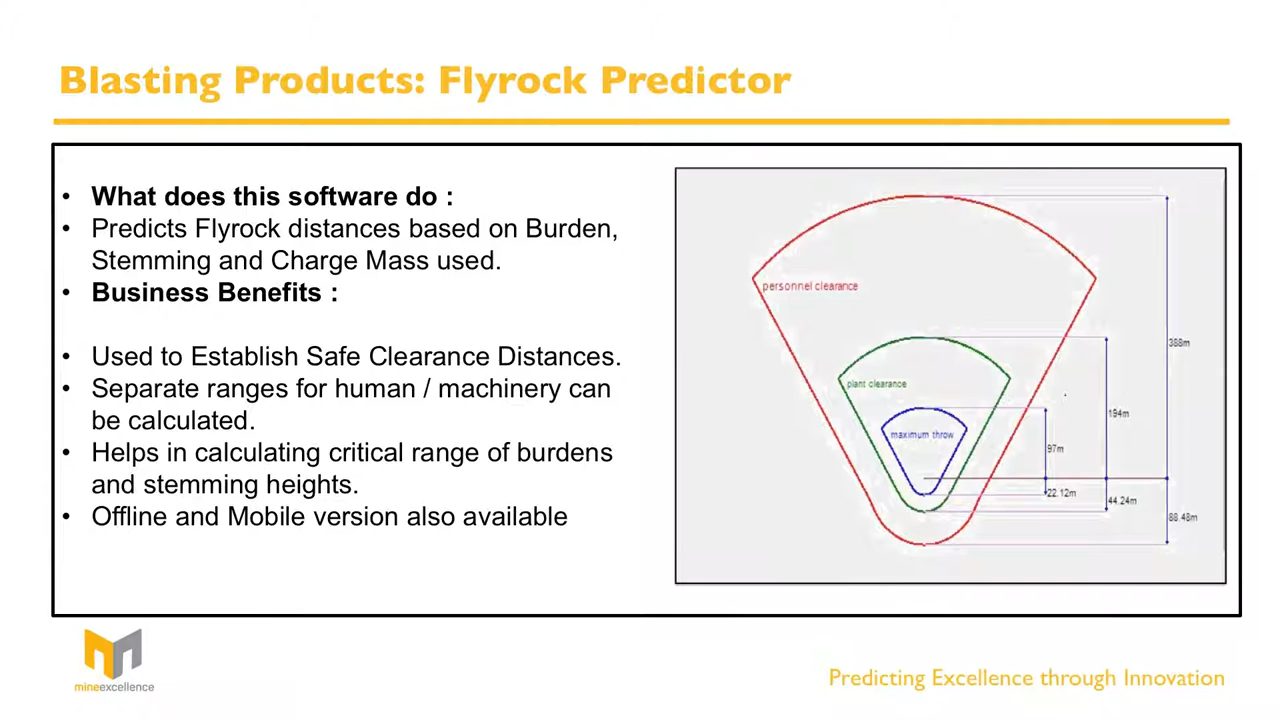 Blasting Products: Flyrock Predictor
• What does this software do :
• Predicts Flyrock distances based on Burden,
Stemming and Charge Mass used.
• Business Benefits :
• Used to Establish Safe Clearance Distances.
• Separate ranges for human / machinery can
be calculated.
• Helps in calculating critical range of burdens
and stemming heights.
• Offline and Mobile version also available
personnel clearance
388m
plant clearance
194m
maximum throw
97m
22.12m
44.24m
88.48m
mineexcellence
Predicting Excellence through Innovation